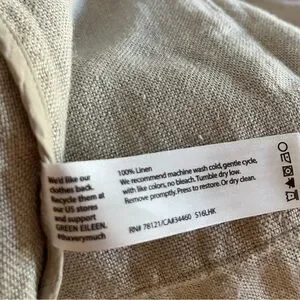 We'd like our
clothes back.
Recycle them at
our US stores
and support
GREEN EILEEN.
#thxverymuch
100% Linen
We recommend machine wash cold, gentle cycle,
with like colors, no bleach. Tumble dry low.
Remove promptly. Press to restore. Or dry clean.
RN# 78121/CA#34460 S16LHK